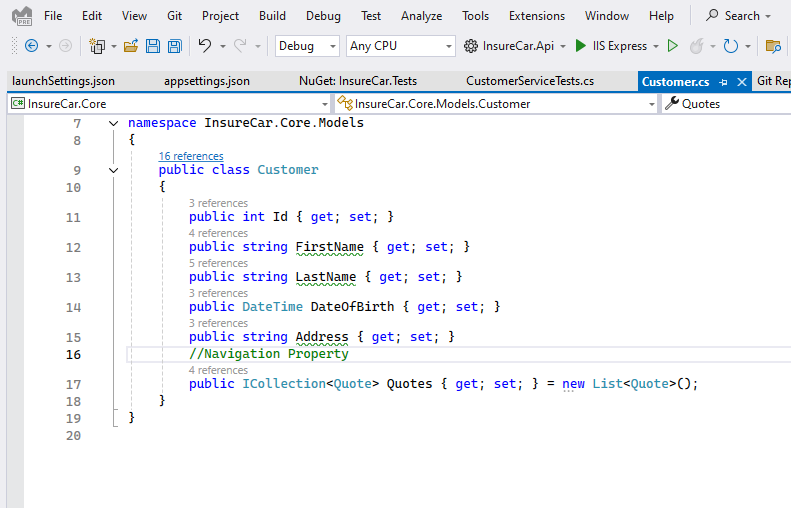 File Edit View Git Project Build Debug Test Analyze Tools Extensions Window Help Search
PRE
Debug Any CPU InsureCar.Api IIS Express
launchSettings.json appsettings.json NuGet: InsureCar.Tests CustomerServiceTests.cs Customer.cs Git Rep
C# InsureCar.Core InsureCar.Core.Models.Customer Quotes
7 namespace InsureCar.Core.Models
8 {
16 references
9 public class Customer
10 {
3 references
11 public int Id { get; set; }
4 references
12 public string FirstName { get; set; }
5 references
13 public string LastName { get; set; }
3 references
14 public DateTime DateOfBirth { get; set; }
3 references
15 public string Address { get; set; }
16 //Navigation Property
4 references
17 public ICollection<Quote> Quotes { get; set; } = new List<Quote>();
18 }
19 }
20